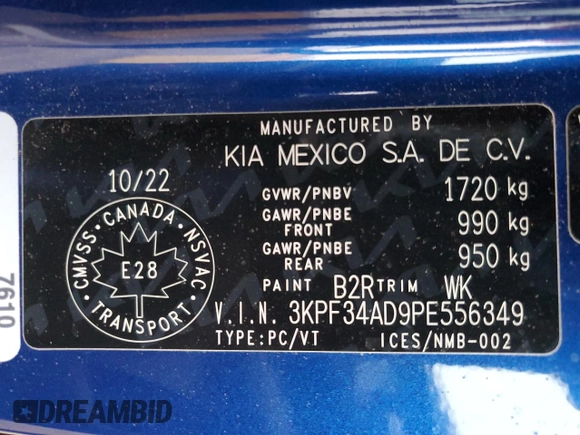 MANUFACTURED BY
KIA MEXICO S.A. DE C.V.
10/22
GVWR/PNBV 1720 kg
GAWR/PNBE FRONT 990 kg
GAWR/PNBE REAR 950 kg
CMVSS · CANADA · NSVAC
E28
TRANSPORT
PAINT B2R TRIM WK
V.I.N. 3KPF34AD9PE556349
TYPE:PC/VT ICES/NMB-002
7610
DREAMBID